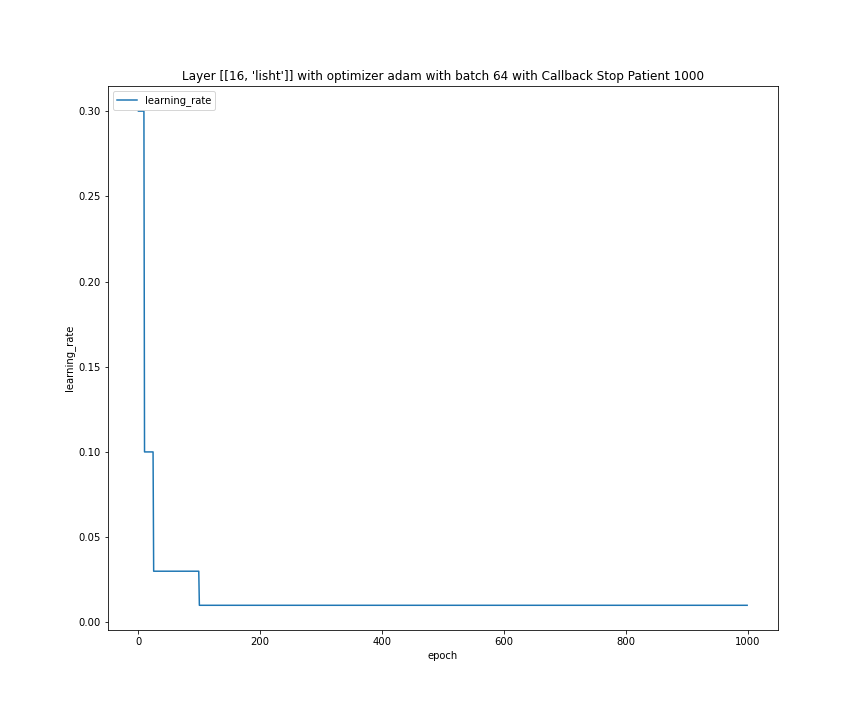 Layer [[16, 'lisht']] with optimizer adam with batch 64 with Callback Stop Patient 1000
learning_rate
0.30
0.25
0.20
0.15
0.10
0.05
0.00
learning_rate
0 200 400 600 800 1000
epoch